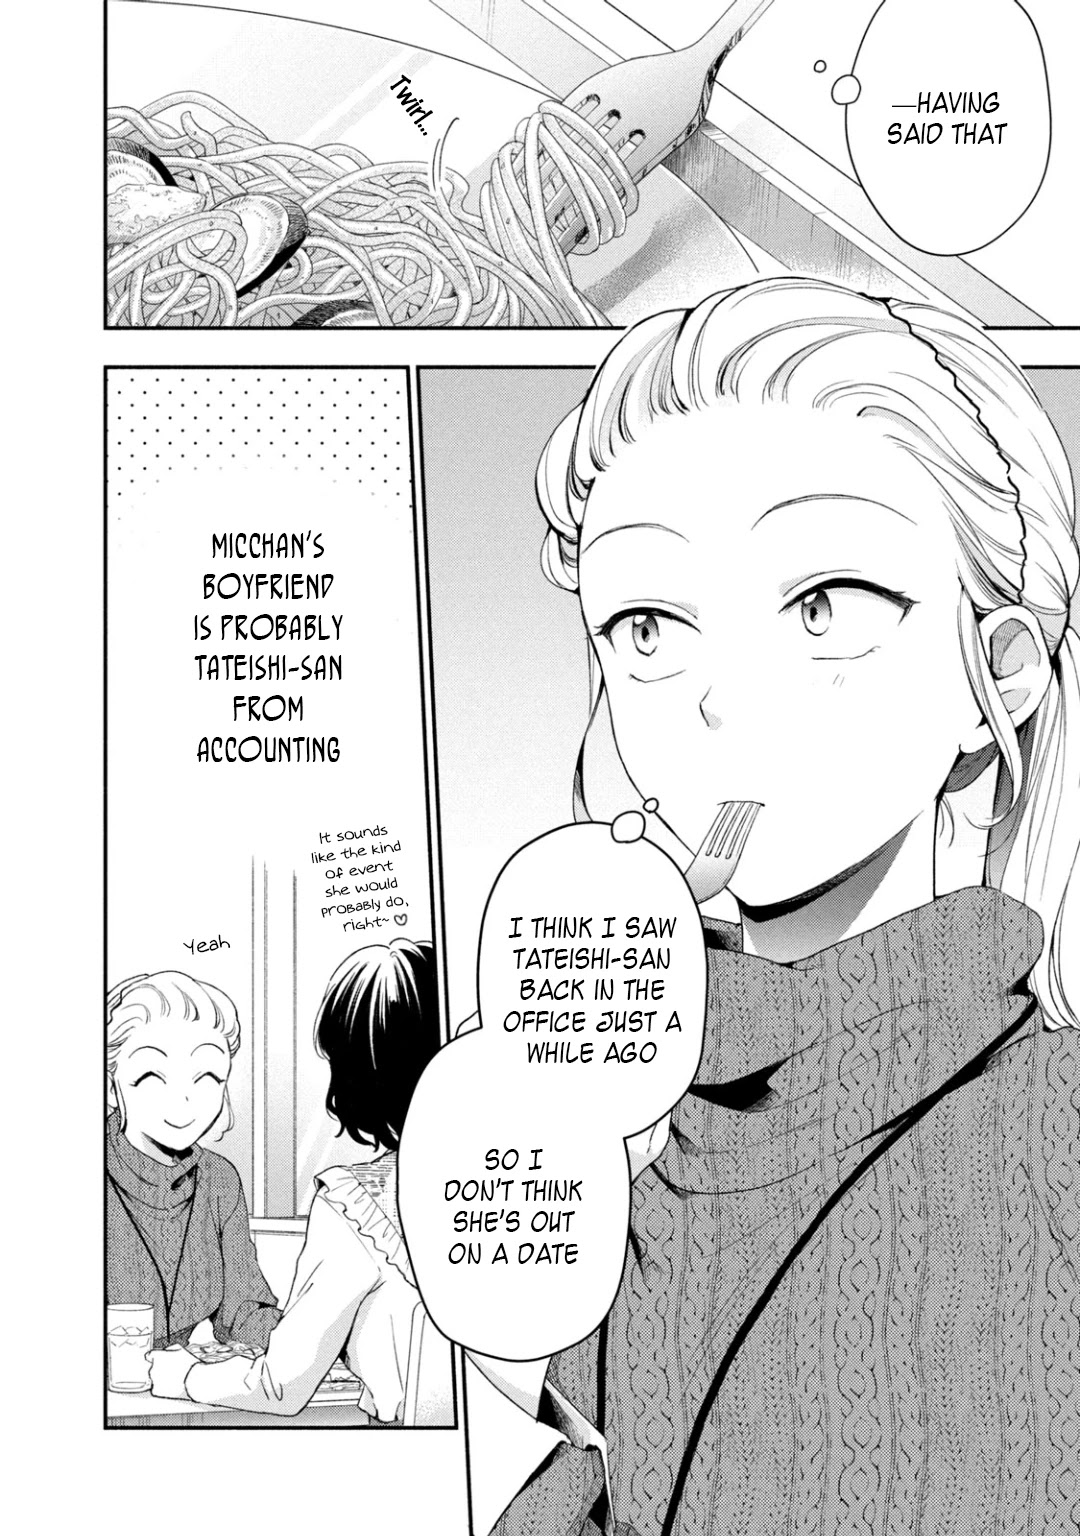 —HAVING
SAID THAT
Twirl...
I THINK I SAW
TATEISHI-SAN
BACK IN THE
OFFICE JUST A
WHILE AGO
SO I
DON'T THINK
SHE'S OUT
ON A DATE
MICCHAN'S
BOYFRIEND
IS PROBABLY
TATEISHI-SAN
FROM
ACCOUNTING
It sounds
like the kind
of event
she would
probably do,
right~ ♡
Yeah